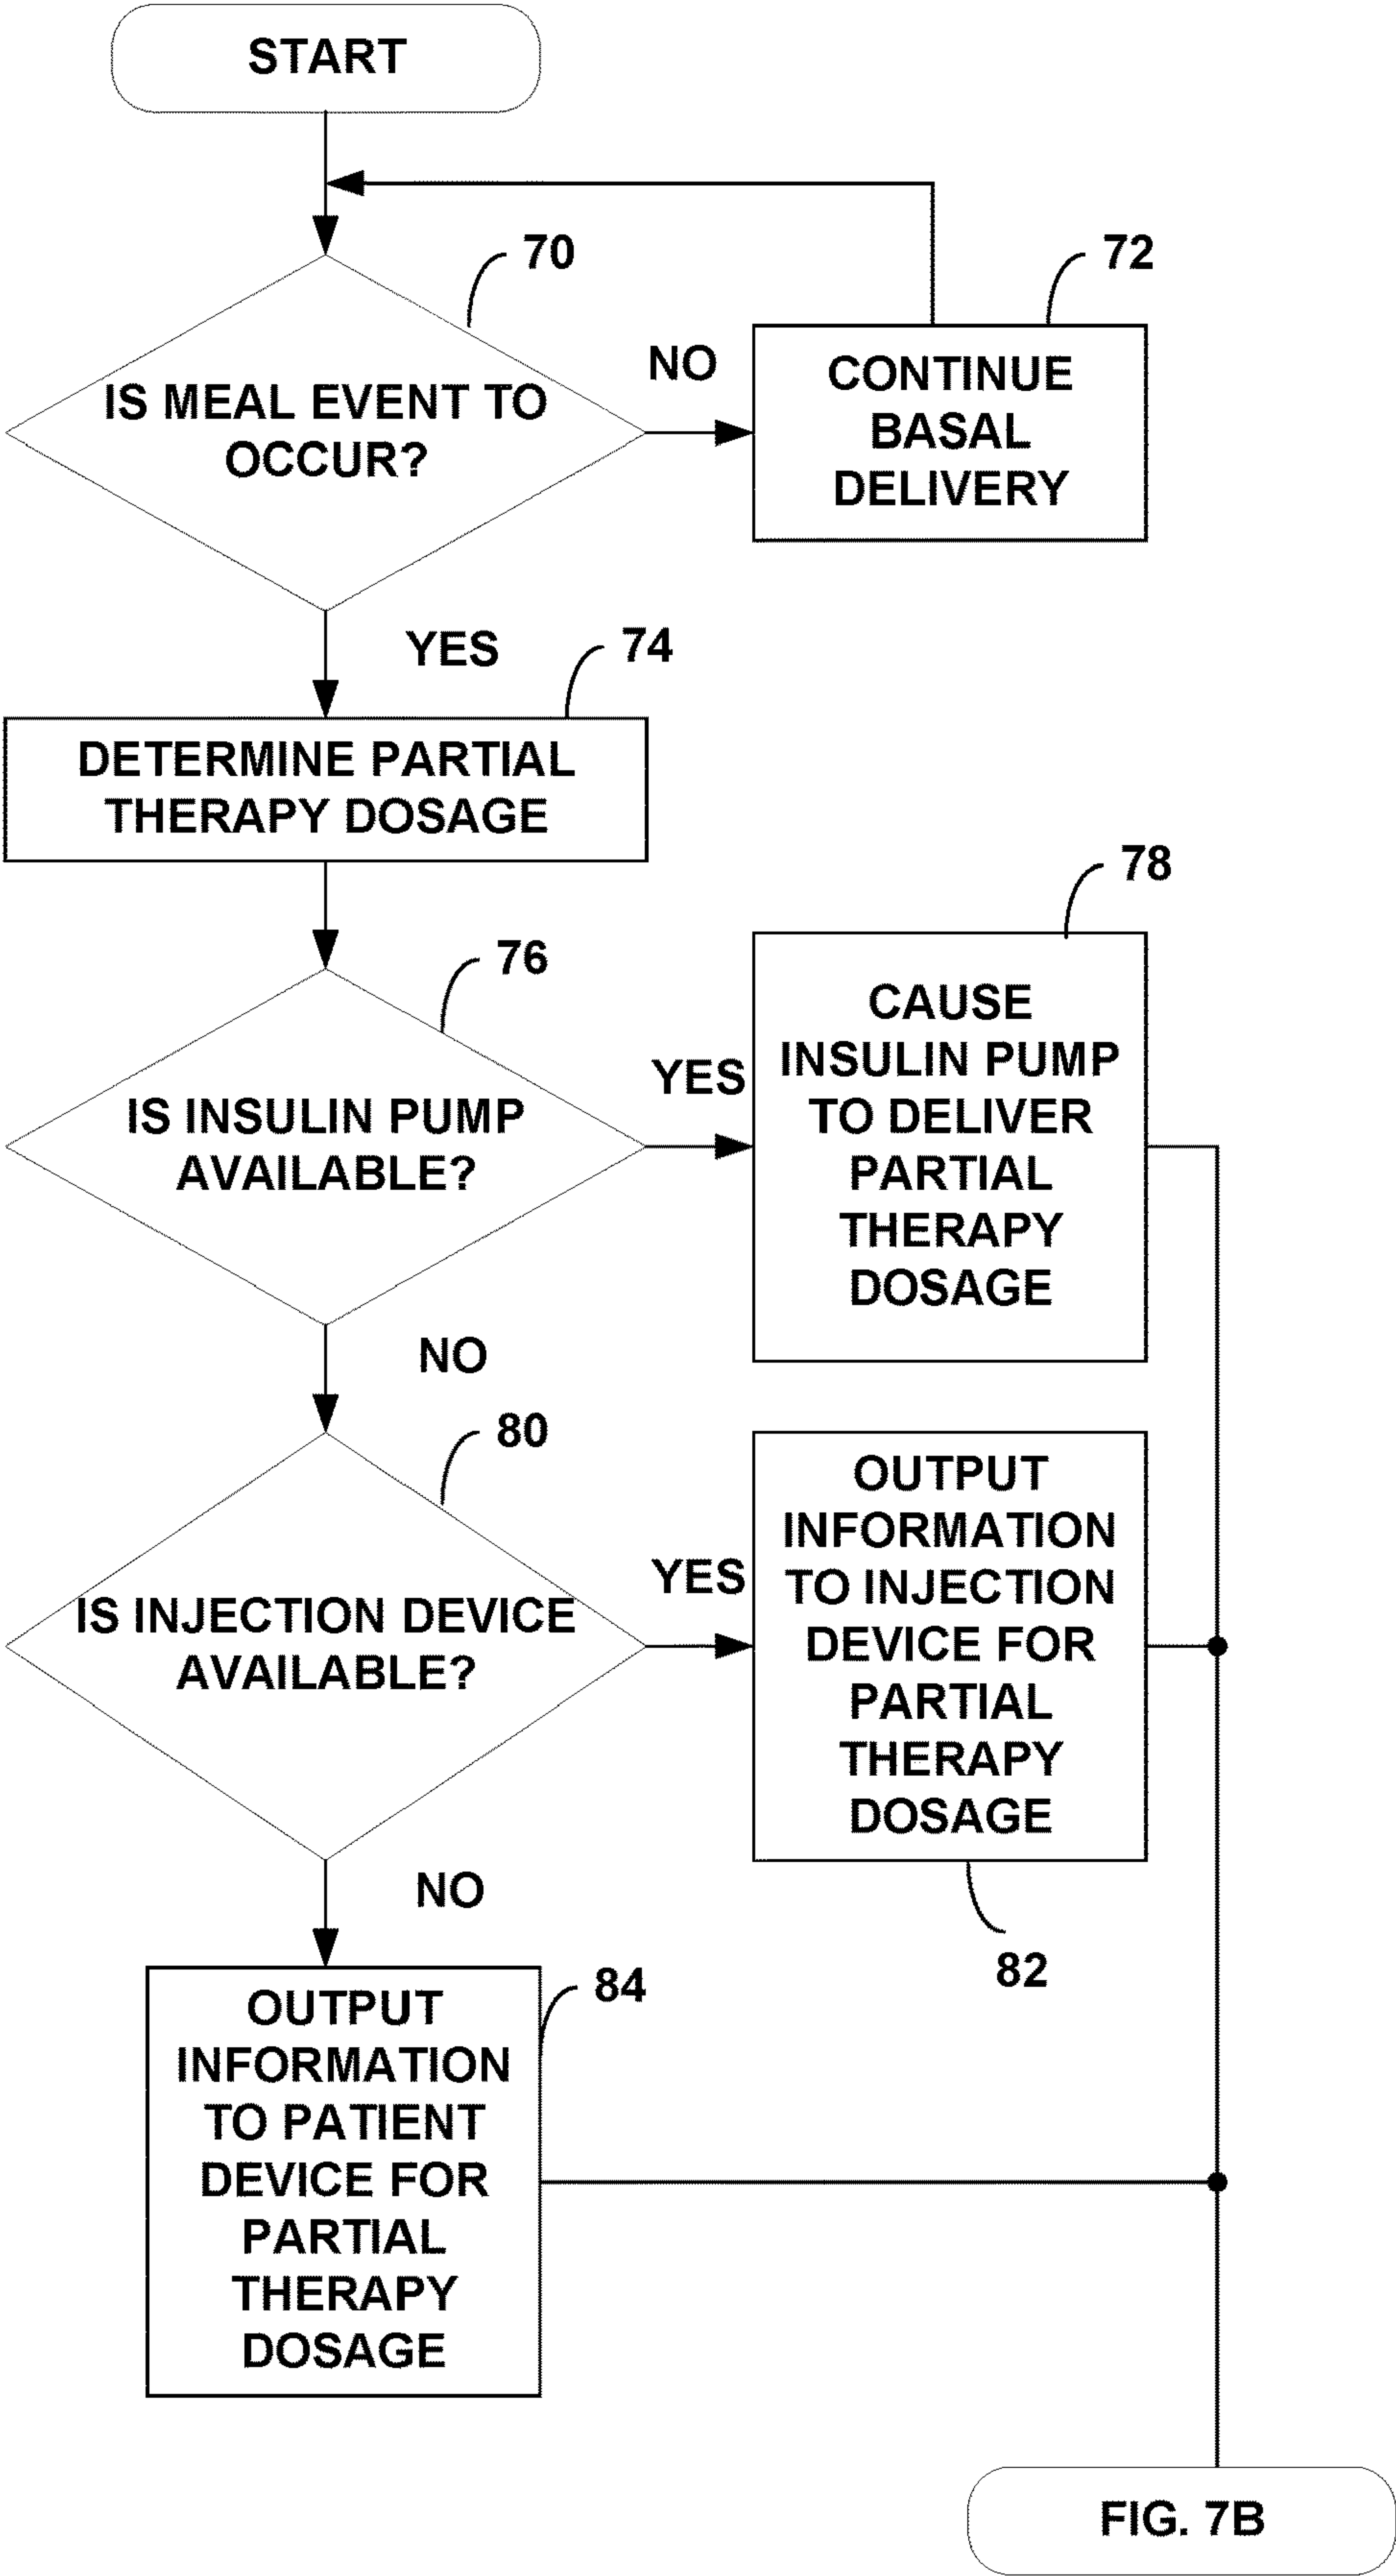 START
70
72
IS MEAL EVENT TO
OCCUR?
NO
CONTINUE
BASAL
DELIVERY
YES
74
DETERMINE PARTIAL
THERAPY DOSAGE
76
78
IS INSULIN PUMP
AVAILABLE?
YES
CAUSE
INSULIN PUMP
TO DELIVER
PARTIAL
THERAPY
DOSAGE
NO
80
IS INJECTION DEVICE
AVAILABLE?
YES
OUTPUT
INFORMATION
TO INJECTION
DEVICE FOR
PARTIAL
THERAPY
DOSAGE
82
NO
84
OUTPUT
INFORMATION
TO PATIENT
DEVICE FOR
PARTIAL
THERAPY
DOSAGE
FIG. 7B